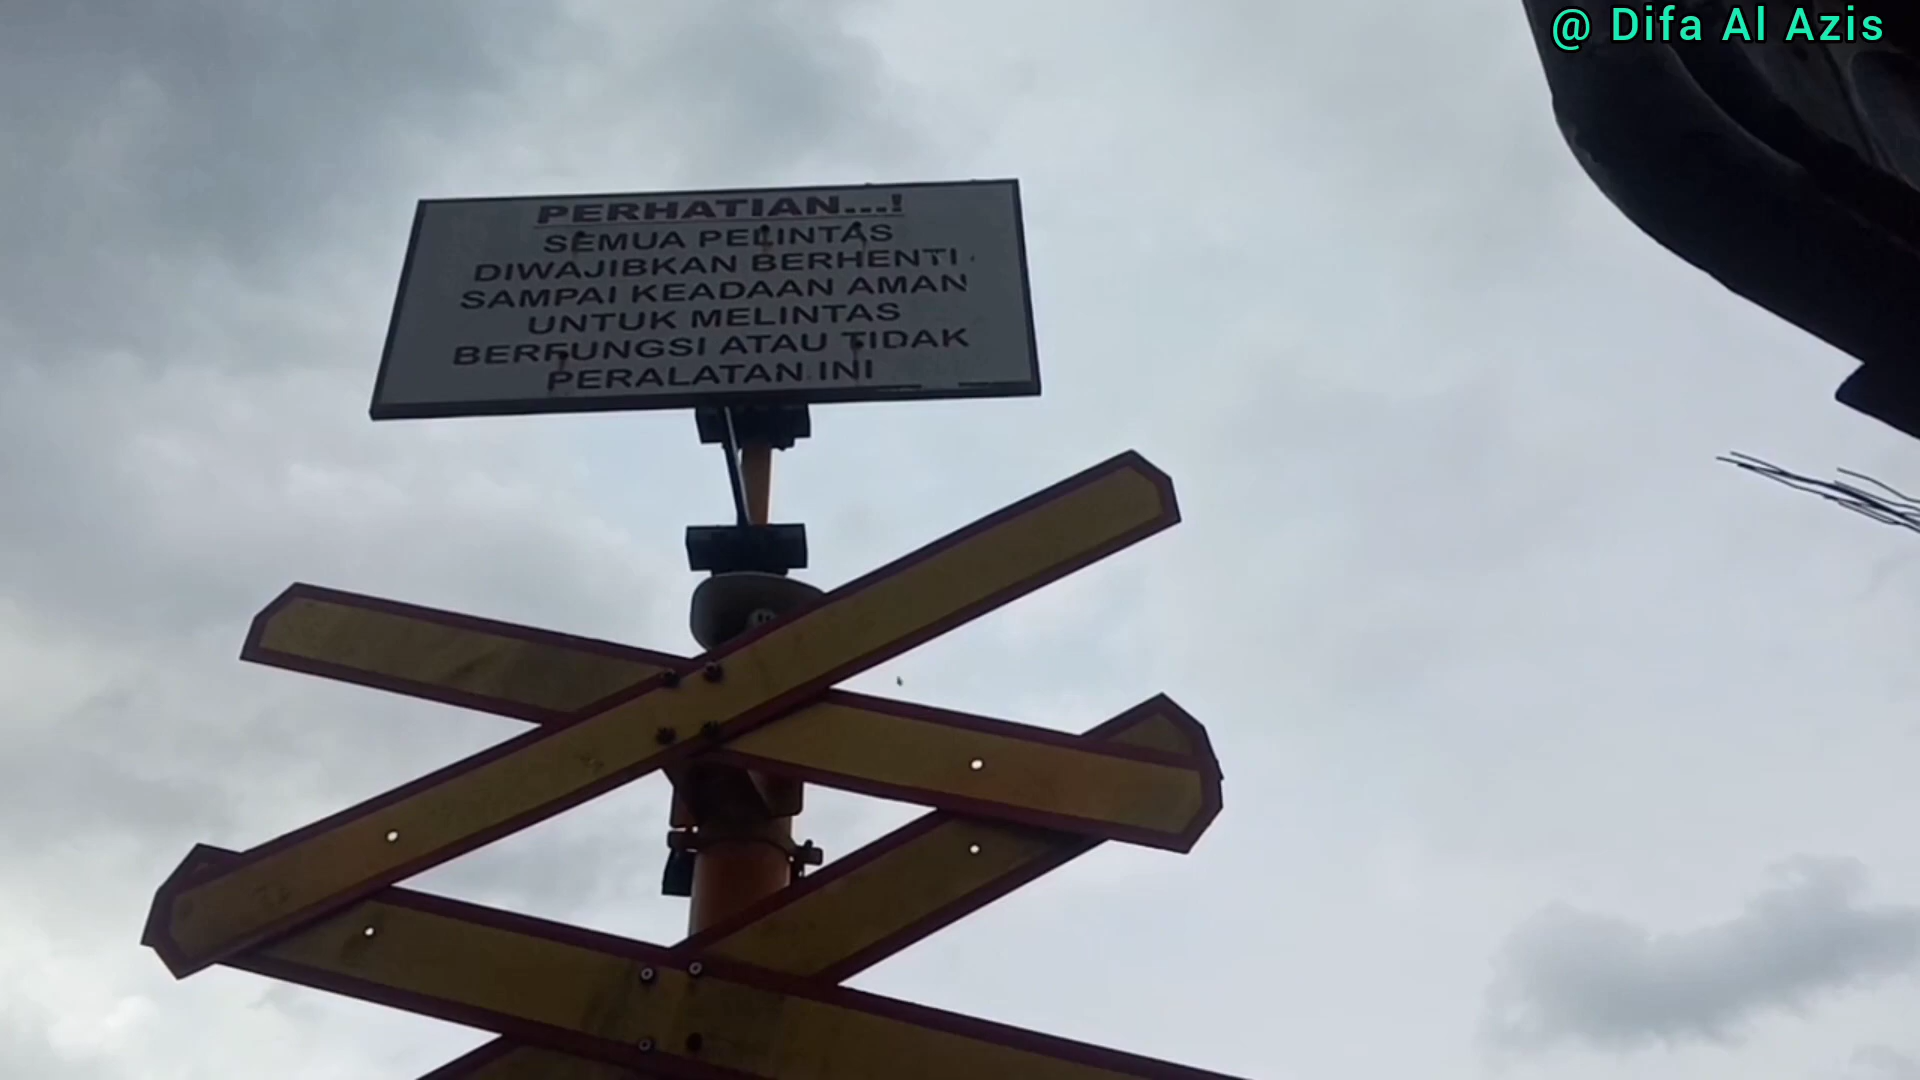 @ Difa Al Azis
PERHATIAN...!
SEMUA PELINTAS
DIWAJIBKAN BERHENTI
SAMPAI KEADAAN AMAN
UNTUK MELINTAS
BERFUNGSI ATAU TIDAK
PERALATAN INI